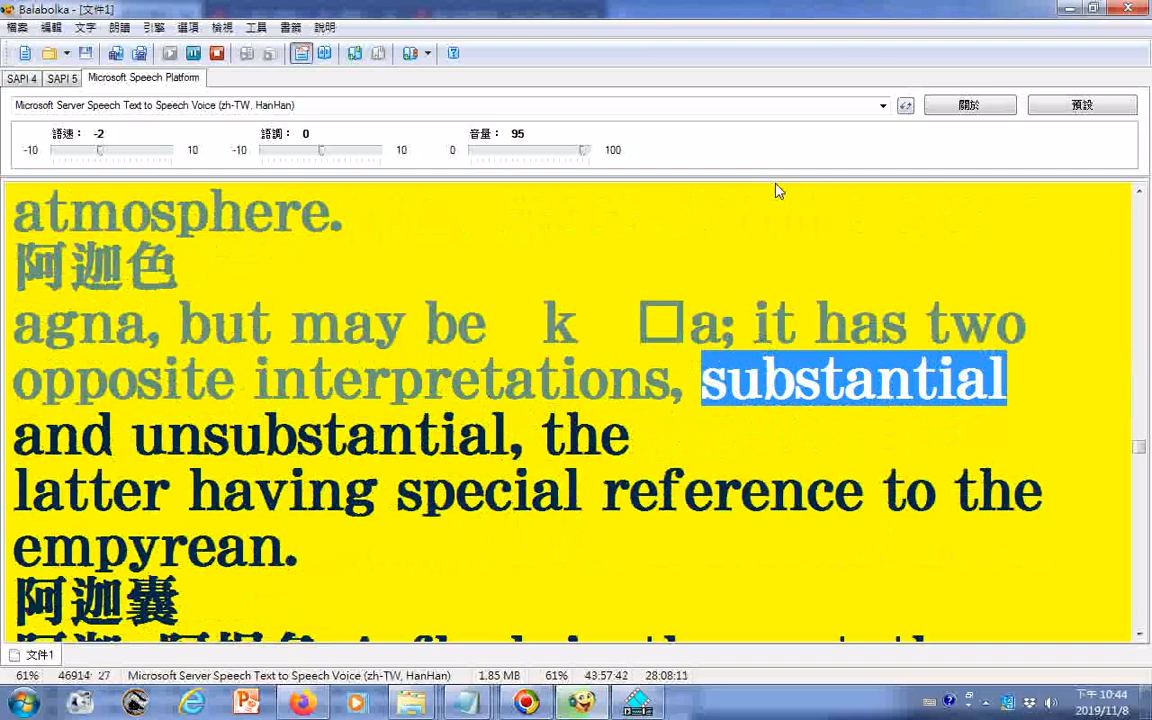 Balabolka - [文件1]
檔案 編輯 文字 朗讀 引擎 選項 檢視 工具 書籤 說明
SAPI 4 SAPI 5 Microsoft Speech Platform
Microsoft Server Speech Text to Speech Voice (zh-TW, HanHan) 關於 預設
語速： -2 語調： 0 音量： 95
-10 10 -10 10 0 100
atmosphere.
阿迦色
agna, but may be k □a; it has two
opposite interpretations, substantial
and unsubstantial, the
latter having special reference to the
empyrean.
阿迦囊
文件1
61% 46914: 27 Microsoft Server Speech Text to Speech Voice (zh-TW, HanHan) 1.85 MB 61% 43:57:42 28:08:11
下午 10:44
2019/11/8